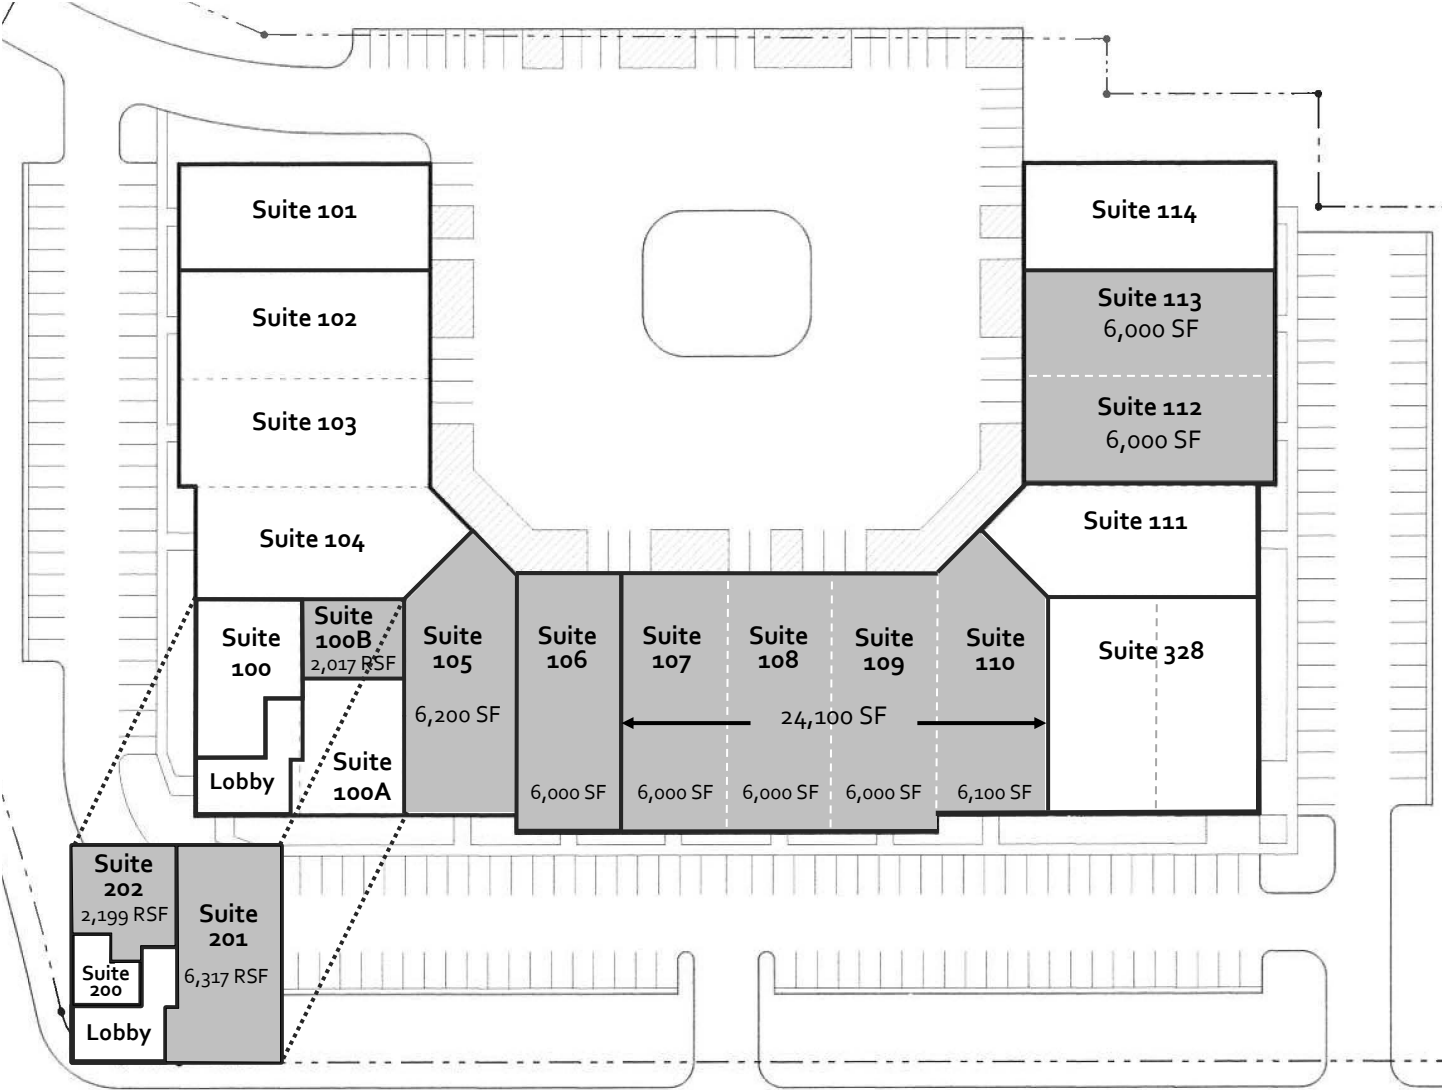 Suite 101
Suite 102
Suite 103
Suite 104
Suite 114
Suite 113
6,000 SF
Suite 112
6,000 SF
Suite 111
Suite
100
Suite
100B
2,017 RSF
Suite
105
6,200 SF
Suite
106
6,000 SF
Suite
107
6,000 SF
Suite
108
6,000 SF
Suite
109
6,000 SF
Suite
110
6,100 SF
24,100 SF
Suite 328
Lobby
Suite
100A
Suite
202
2,199 RSF
Suite
201
6,317 RSF
Suite
200
Lobby